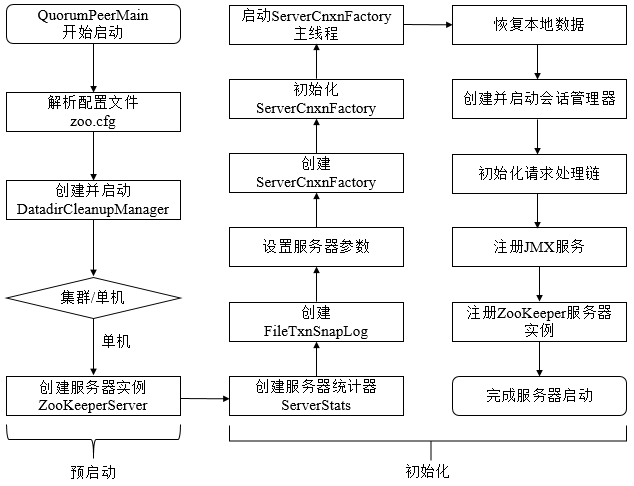 QuorumPeerMain
开始启动
解析配置文件
zoo.cfg
创建并启动
DatadirCleanupManager
集群/单机
单机
创建服务器实例
ZooKeeperServer
预启动
创建服务器统计器
ServerStats
创建
FileTxnSnapLog
设置服务器参数
创建
ServerCnxnFactory
初始化
ServerCnxnFactory
启动ServerCnxnFactory
主线程
恢复本地数据
创建并启动会话管理器
初始化请求处理链
注册JMX服务
注册ZooKeeper服务器
实例
完成服务器启动
初始化